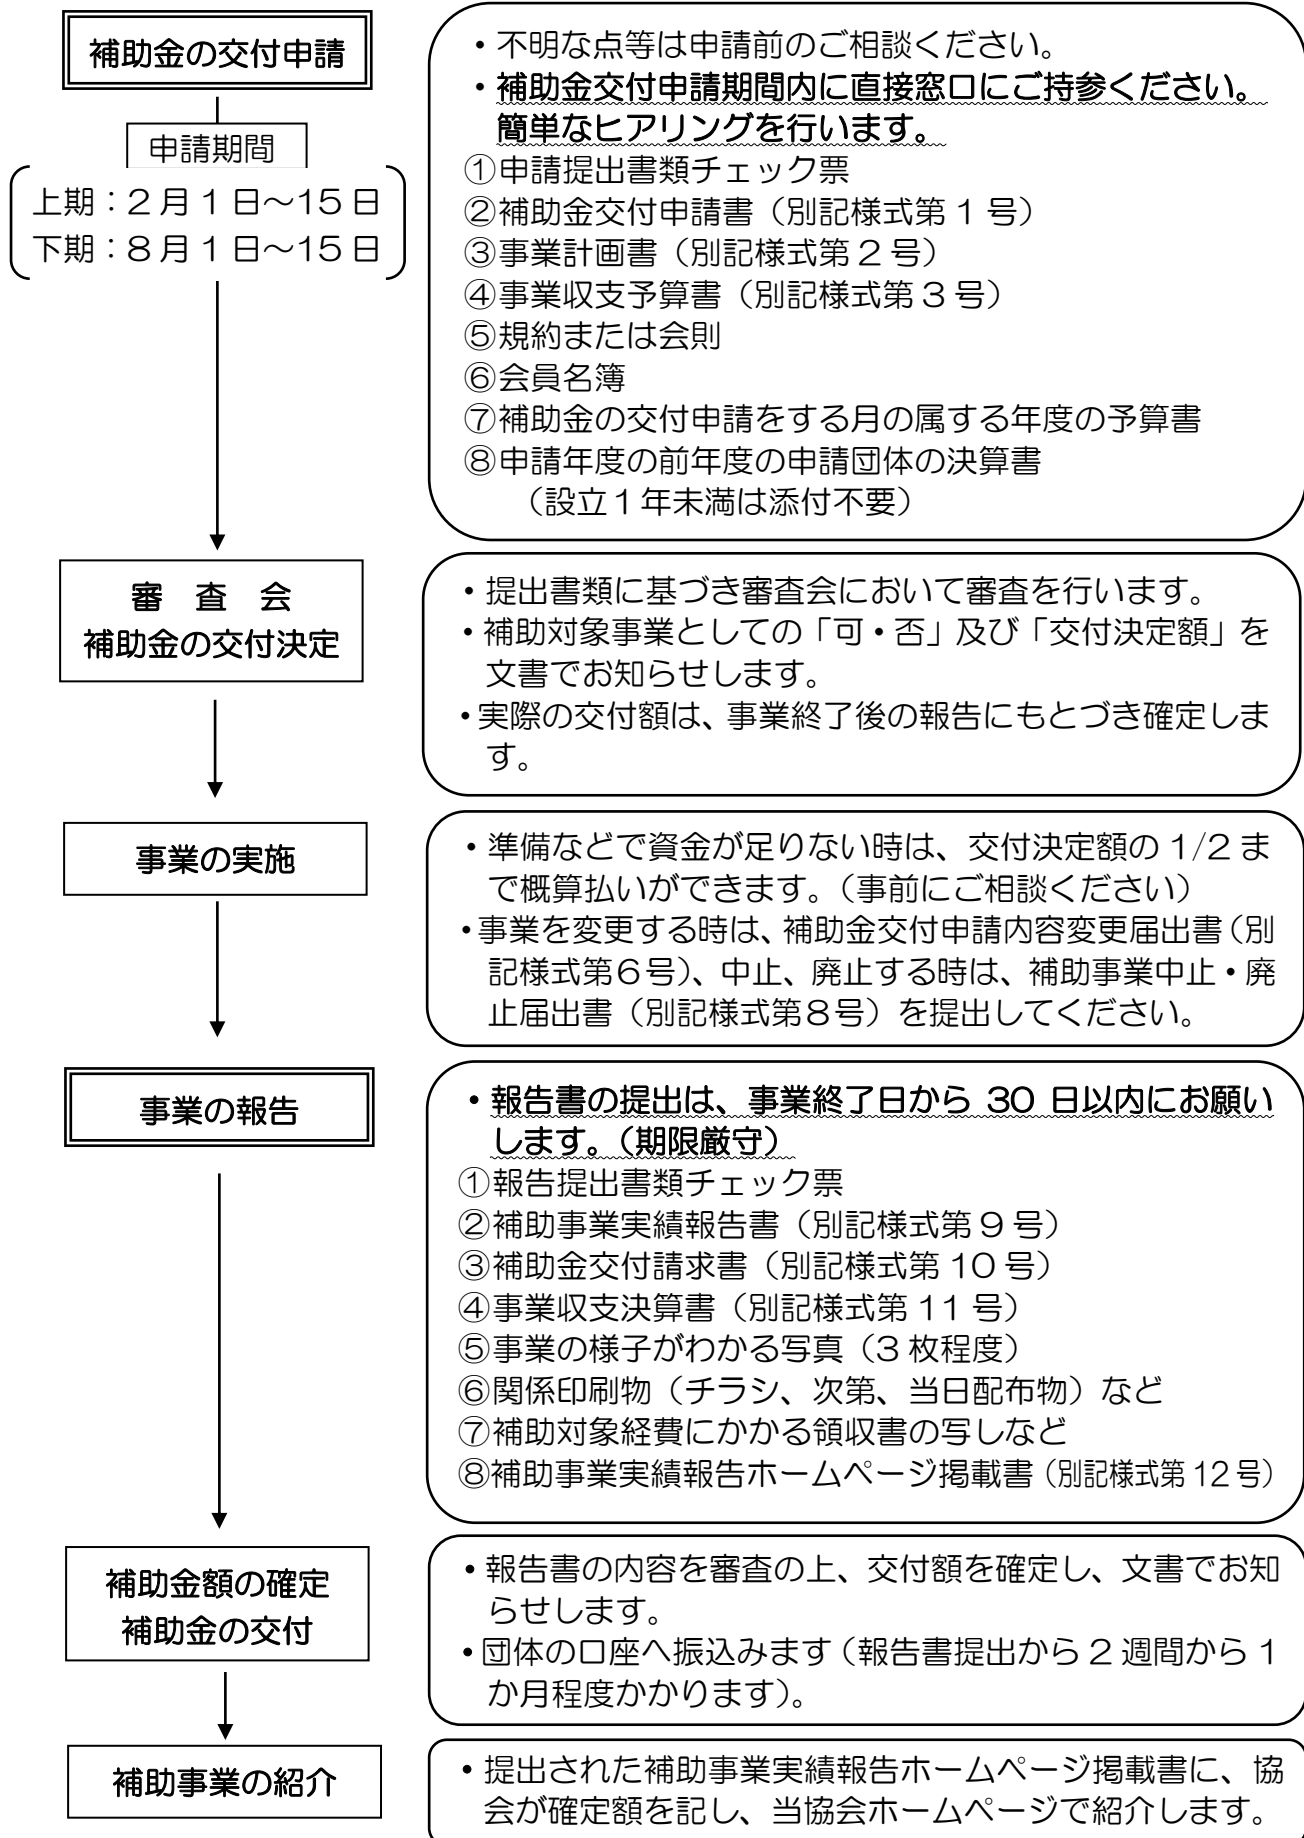 補助金の交付申請
申請期間
上期：2月1日～15日
下期：8月1日～15日
・不明な点等は申請前のご相談ください。
・補助金交付申請期間内に直接窓口にご持参ください。
簡単なヒアリングを行います。
①申請提出書類チェック票
②補助金交付申請書（別記様式第1号）
③事業計画書（別記様式第2号）
④事業収支予算書（別記様式第3号）
⑤規約または会則
⑥会員名簿
⑦補助金の交付申請をする月の属する年度の予算書
⑧申請年度の前年度の申請団体の決算書
（設立1年未満は添付不要）
審　査　会
補助金の交付決定
・提出書類に基づき審査会において審査を行います。
・補助対象事業としての「可・否」及び「交付決定額」を
文書でお知らせします。
・実際の交付額は、事業終了後の報告にもとづき確定しま
す。
事業の実施
・準備などで資金が足りない時は、交付決定額の 1/2 ま
で概算払いができます。（事前にご相談ください）
・事業を変更する時は、補助金交付申請内容変更届出書（別
記様式第6号）、中止、廃止する時は、補助事業中止・廃
止届出書（別記様式第8号）を提出してください。
事業の報告
・報告書の提出は、事業終了日から 30 日以内にお願い
します。（期限厳守）
①報告提出書類チェック票
②補助事業実績報告書（別記様式第 9 号）
③補助金交付請求書（別記様式第 10 号）
④事業収支決算書（別記様式第 11 号）
⑤事業の様子がわかる写真（3 枚程度）
⑥関係印刷物（チラシ、次第、当日配布物）など
⑦補助対象経費にかかる領収書の写しなど
⑧補助事業実績報告ホームページ掲載書（別記様式第 12 号）
補助金額の確定
補助金の交付
・報告書の内容を審査の上、交付額を確定し、文書でお知
らせします。
・団体の口座へ振込みます（報告書提出から 2 週間から 1
か月程度かかります）。
補助事業の紹介
・提出された補助事業実績報告ホームページ掲載書に、協
会が確定額を記し、当協会ホームページで紹介します。